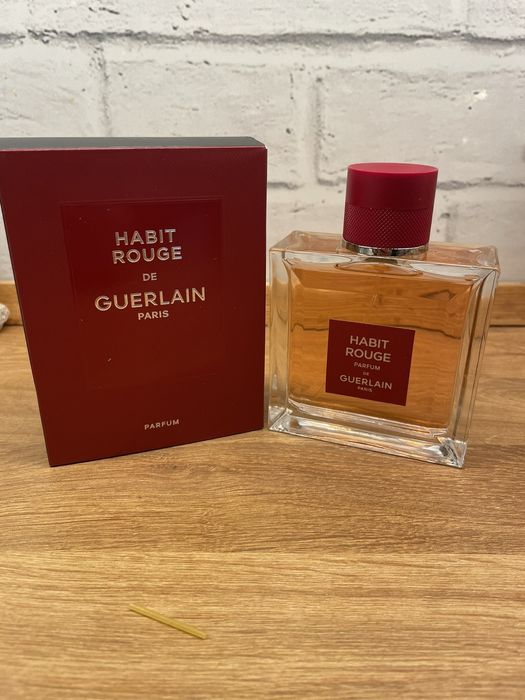 HABIT
ROUGE
DE
GUERLAIN
PARIS
PARFUM
HABIT
ROUGE
PARFUM
DE
GUERLAIN
PARIS